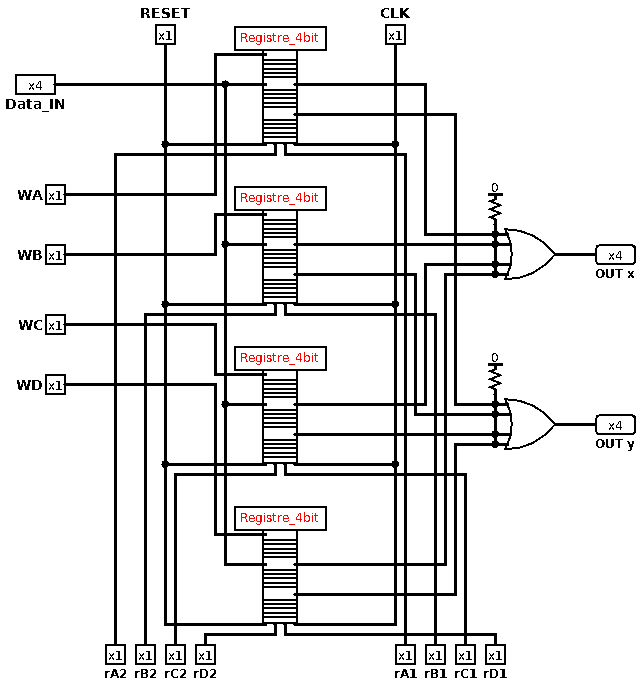 RESET
CLK
x1
Registre_4bit
x1
x4
Data_IN
WA x1
Registre_4bit
0
WB x1
x4
OUT x
WC x1
Registre_4bit
0
WD x1
x4
OUT y
Registre_4bit
x1 x1 x1 x1 x1 x1 x1 x1
rA2 rB2 rC2 rD2 rA1 rB1 rC1 rD1